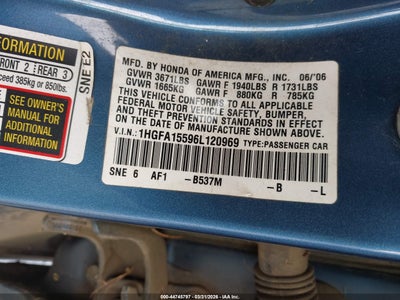 INFORMATION
FRONT 2 REAR 3
ceed 385kg or 850lbs.
SEE OWNER'S
MANUAL FOR
ADDITIONAL
INFORMATION
SNE E2
MFD. BY HONDA OF AMERICA MFG., INC. 06/'06
GVWR 3671LBS GAWR F 1940LBS R 1731LBS
GVWR 1665KG GAWR F 880KG R 785KG
THIS VEHICLE CONFORMS TO ALL APPLICABLE
FEDERAL MOTOR VEHICLE SAFETY, BUMPER,
AND THEFT PREVENTION STANDARDS IN EFFECT
ON THE DATE OF MANUFACTURE SHOWN ABOVE.
V.I.N.: 1HGFA15596L120969 TYPE: PASSENGER CAR
SNE 6 AF1 -B537M -B -L
000-44745797 - 03/31/2026 - IAA Inc.